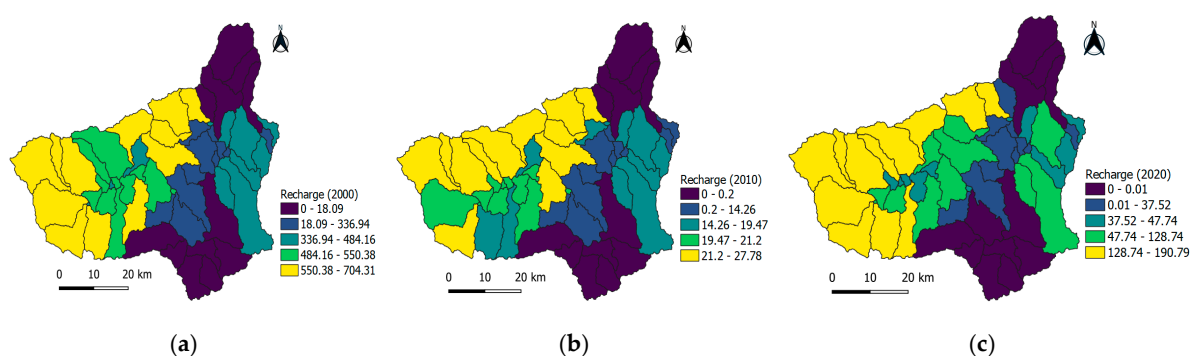 N
Recharge (2000)
0 - 18.09
18.09 - 336.94
336.94 - 484.16
484.16 - 550.38
550.38 - 704.31
0 10 20 km
(a)
N
Recharge (2010)
0 - 0.2
0.2 - 14.26
14.26 - 19.47
19.47 - 21.2
21.2 - 27.78
0 10 20 km
(b)
N
Recharge (2020)
0 - 0.01
0.01 - 37.52
37.52 - 47.74
47.74 - 128.74
128.74 - 190.79
0 10 20 km
(c)